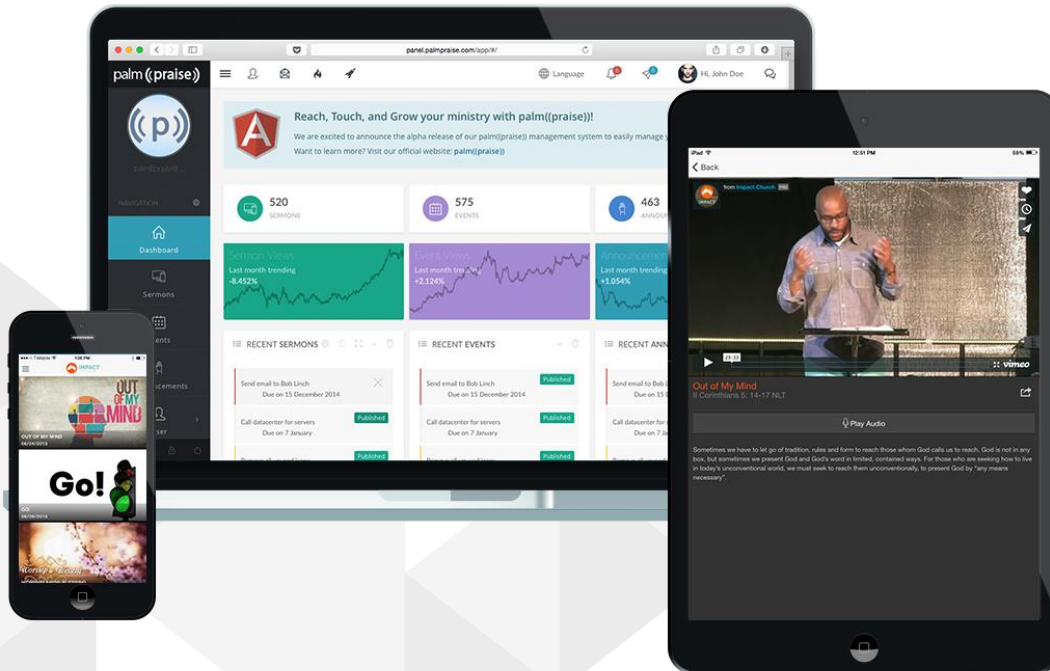 panel.palmpraise.com/app/#/
palm((praise))
Language
Hi, John Doe
((p))
NAVIGATION
Dashboard
Sermons
Reach, Touch, and Grow your ministry with palm((praise))!
We are excited to announce the alpha release of our palm((praise)) management system to easily manage y
Want to learn more? Visit our official website: palm((praise))
520
SERMONS
575
EVENTS
463
ANNOUN
Sermon Views
Last month trending
-8.452%
Event Views
Last month trending
+2.124%
Announcement
Last month trending
+1.054%
RECENT SERMONS
Send email to Bob Linch
Due on 15 December 2014
Call datacenter for servers
Published
Due on 7 January
Published
RECENT EVENTS
Send email to Bob Linch
Published
Due on 15 December 2014
Call datacenter for servers
Published
Due on 7 January
Published
RECENT ANN
Send email to Bob L
Due on 15 D
Call datacenter for
Due on 7 Ja
ents
ncements
ser
1:08 PM
IMPACT
OUT
OF MY
MIND
OUT OF MY MIND
Go!
GO!
Worship
iPad
12:51 PM
59%
Back
IMPACT
from Impact Church
vimeo
Out of My Mind
II Corinthians 5: 14-17 NLT
Play Audio
Sometimes we have to let go of tradition, rules and form to reach those whom God calls us to reach. God is not in any
box, but sometimes we present God and God's word in limited, contained ways. For those who are seeking how to live
in today's unconventional world, we must seek to reach them unconventionally, to present God by "any means
necessary".